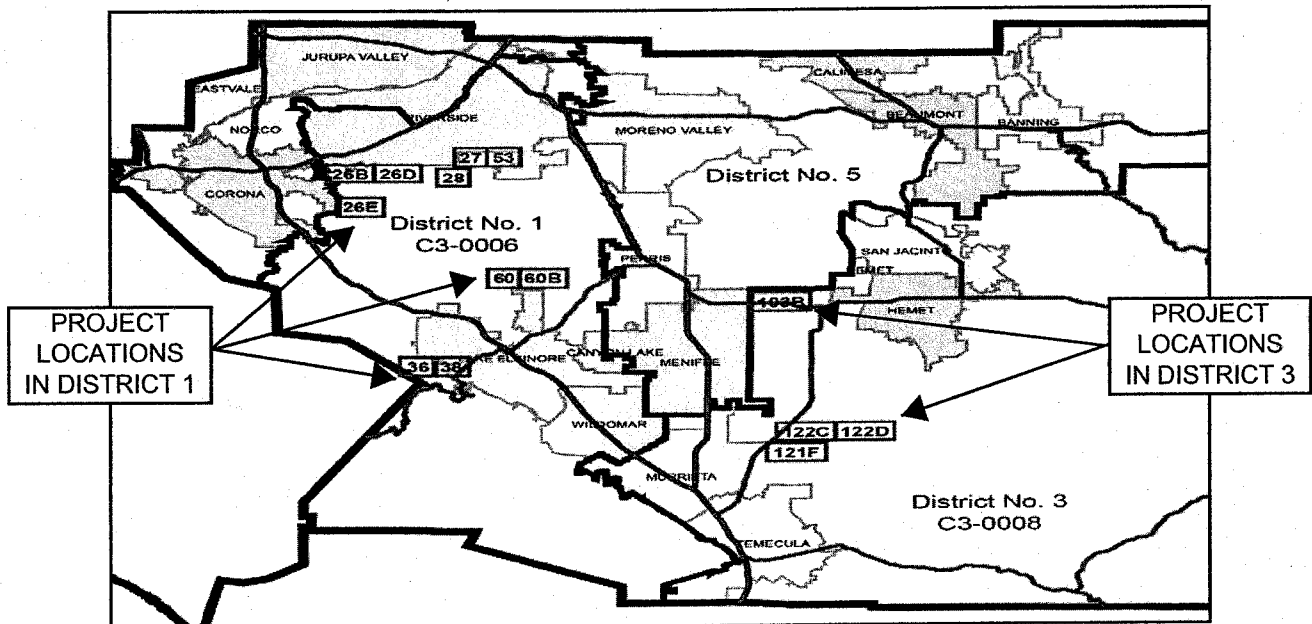 JURUPA VALLEY
EASTVALE
NORCO
RIVERSIDE
CORONA
CALIMESA
BEAUMONT
BANNING
MORENO VALLEY
27 53
28
26B 26D
26E
District No. 5
District No. 1
C3-0006
SAN JACINTO
PERRIS
60 60B
HEMET
PROJECT
LOCATIONS
IN DISTRICT 1
PROJECT
LOCATIONS
IN DISTRICT 3
CANYON LAKE
MENIFEE
36 38
WILDOMAR
122C 122D
121F
MURRIETA
District No. 3
C3-0008
TEMECULA